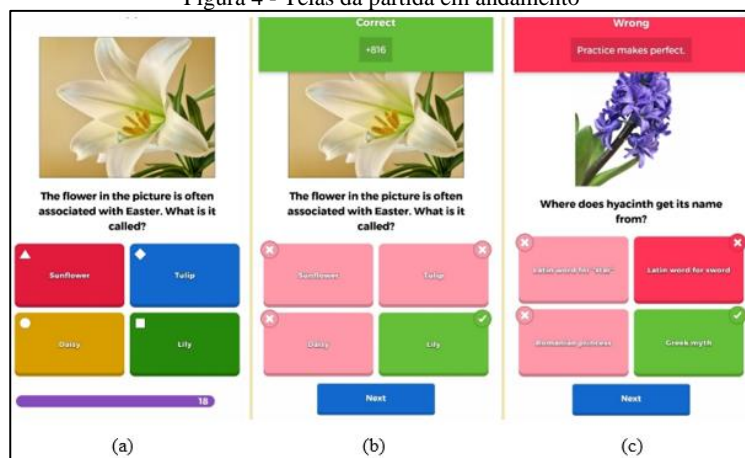 Figura 4 - Telas da partida em andamento
The flower in the picture is often
associated with Easter. What is it
called?
Sunflower
Tulip
Daisy
Lily
18
(a)
Correct
+816
The flower in the picture is often
associated with Easter. What is it
called?
Sunflower
Tulip
Daisy
Lily
Next
(b)
Wrong
Practice makes perfect.
Where does hyacinth get its name
from?
Latin word for "star"
Latin word for sword
Romanian princess
Greek myth
Next
(c)